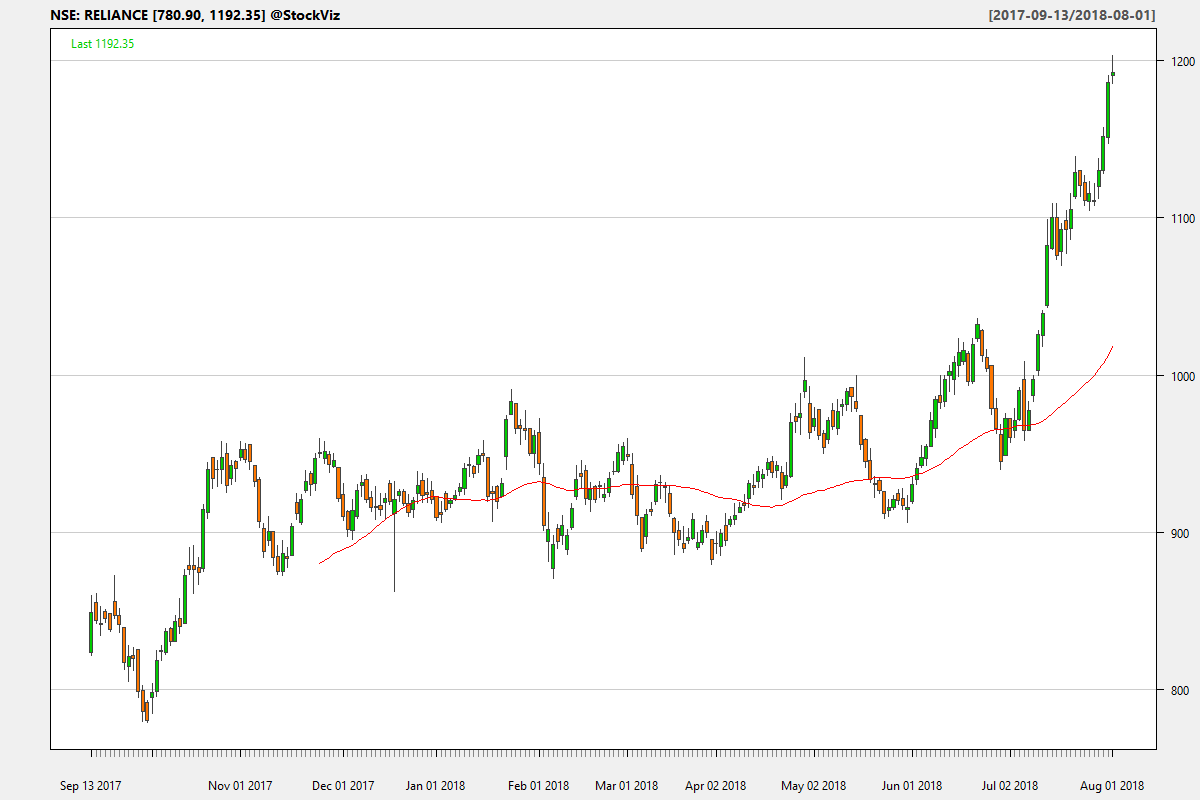 NSE: RELIANCE [780.90, 1192.35] @StockViz [2017-09-13/2018-08-01]
Last 1192.35
1200
1100
1000
900
800
Sep 13 2017 Nov 01 2017 Dec 01 2017 Jan 01 2018 Feb 01 2018 Mar 01 2018 Apr 02 2018 May 02 2018 Jun 01 2018 Jul 02 2018 Aug 01 2018